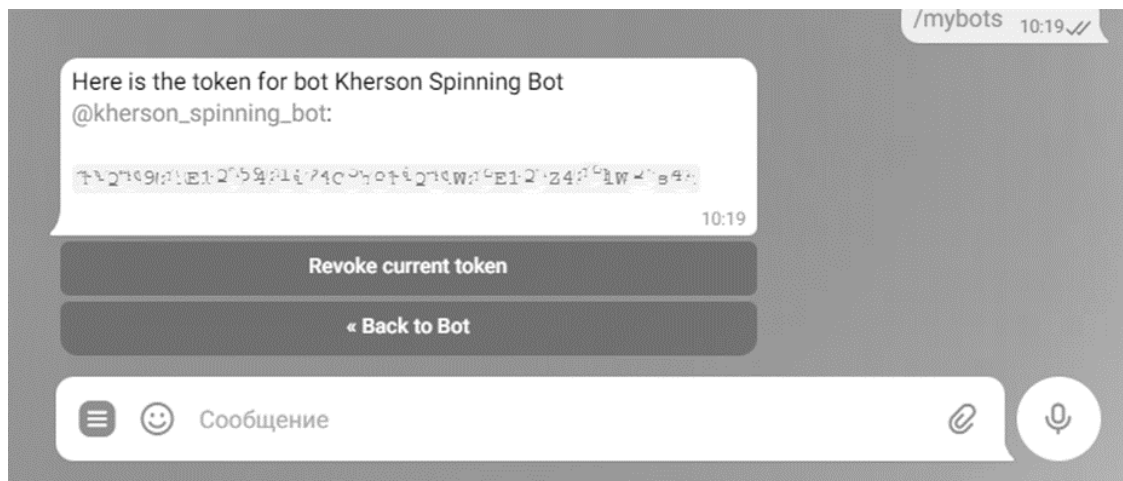 /mybots 10:19
Here is the token for bot Kherson Spinning Bot
@kherson_spinning_bot:
10:19
Revoke current token
« Back to Bot
Сообщение